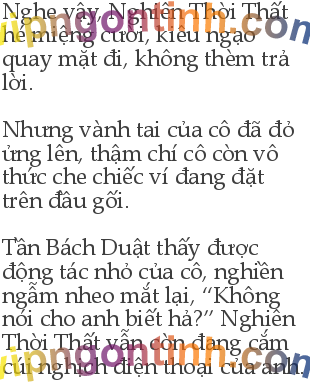 Nghe vậy, Nghiên Thời Thất
hé miệng cười, kiêu ngạo
quay mặt đi, không thèm trả
lời.
Nhưng vành tai của cô đã đỏ
ửng lên, thậm chí cô còn vô
thức che chiếc ví đang đặt
trên đầu gối.
Tần Bách Duật thấy được
động tác nhỏ của cô, nghiền
ngẫm nheo mắt lại, “Không
nói cho anh biết hả?” Nghiên
Thời Thất vẫn còn đang cắm
cúi nghịch điện thoại của anh.